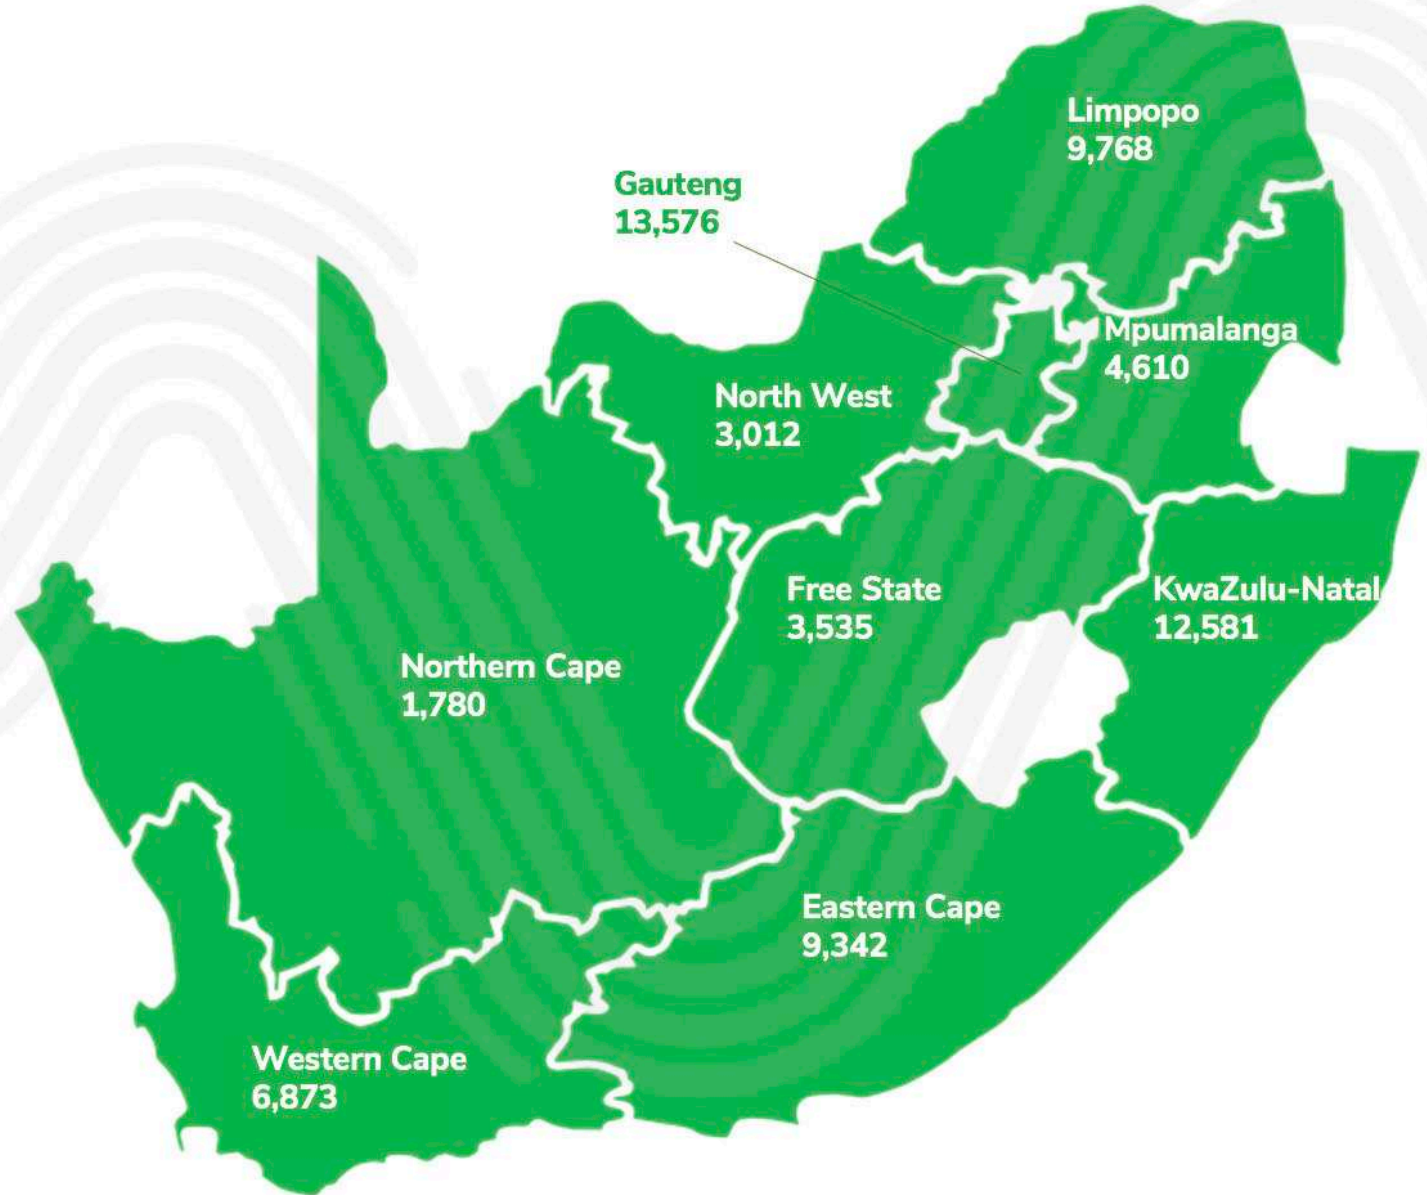 Limpopo
9,768
Gauteng
13,576
Mpumalanga
4,610
North West
3,012
Free State
3,535
KwaZulu-Natal
12,581
Northern Cape
1,780
Eastern Cape
9,342
Western Cape
6,873